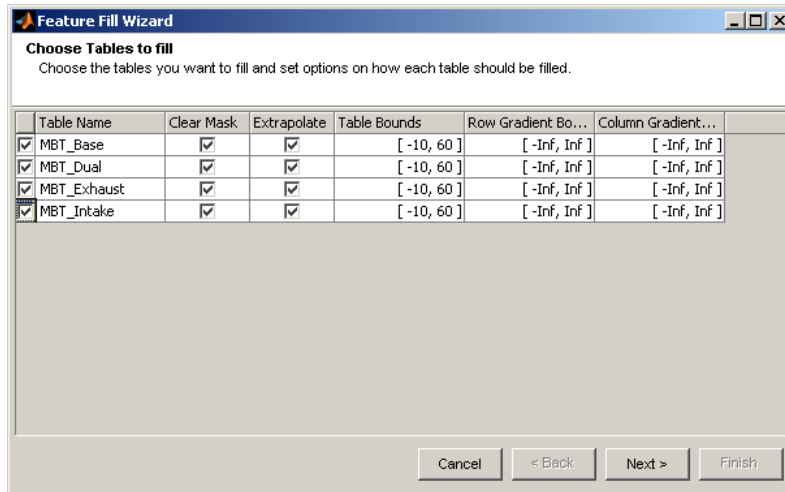 Feature Fill Wizard
Choose Tables to fill
Choose the tables you want to fill and set options on how each table should be filled.
Table Name Clear Mask Extrapolate Table Bounds Row Gradient Bo... Column Gradient...
MBT_Base [ -10, 60 ] [ -Inf, Inf ] [ -Inf, Inf ]
MBT_Dual [ -10, 60 ] [ -Inf, Inf ] [ -Inf, Inf ]
MBT_Exhaust [ -10, 60 ] [ -Inf, Inf ] [ -Inf, Inf ]
MBT_Intake [ -10, 60 ] [ -Inf, Inf ] [ -Inf, Inf ]
Cancel < Back Next > Finish